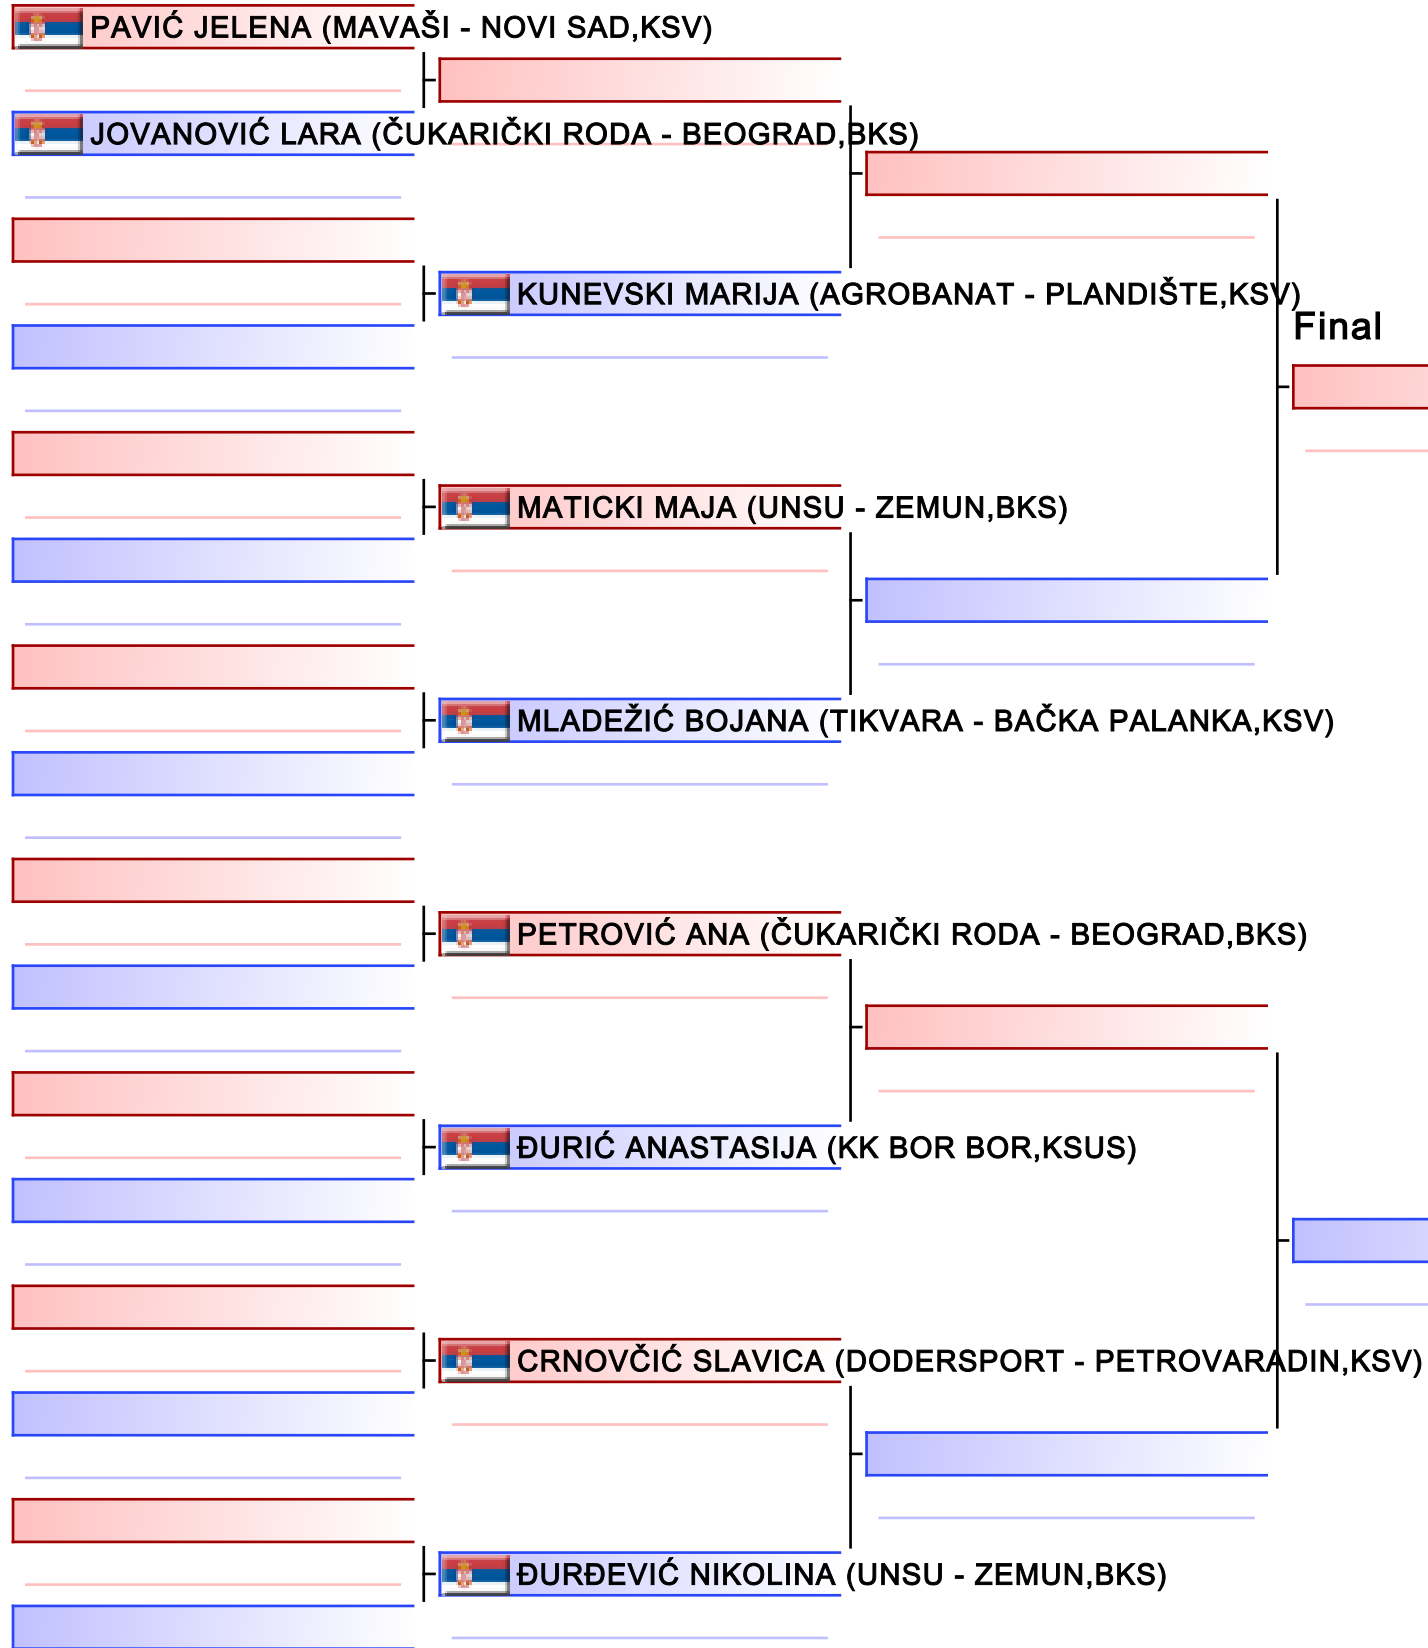 PAVIĆ JELENA (MAVAŠI - NOVI SAD,KSV)
JOVANOVIĆ LARA (ČUKARIČKI RODA - BEOGRAD,BKS)
KUNEVSKI MARIJA (AGROBANAT - PLANDIŠTE,KSV)
Final
MATICKI MAJA (UNSU - ZEMUN,BKS)
MLADEŽIĆ BOJANA (TIKVARA - BAČKA PALANKA,KSV)
PETROVIĆ ANA (ČUKARIČKI RODA - BEOGRAD,BKS)
ĐURIĆ ANASTASIJA (KK BOR BOR,KSUS)
CRNOVČIĆ SLAVICA (DODERSPORT - PETROVARADIN,KSV)
ĐURĐEVIĆ NIKOLINA (UNSU - ZEMUN,BKS)